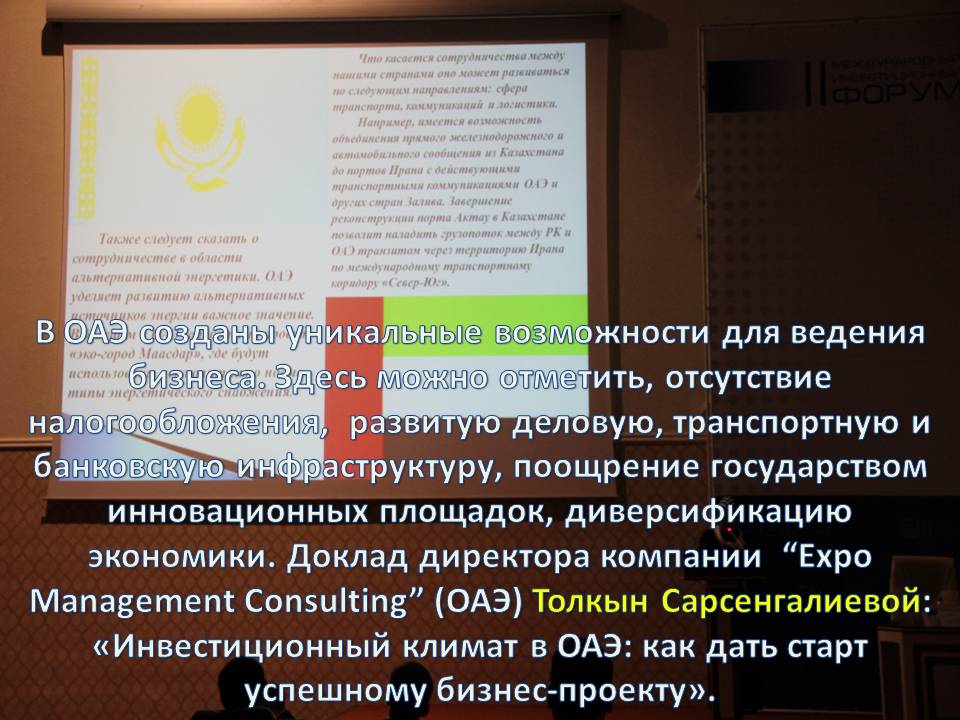 МЕЖДУНАРОДНЫЙ
ИНВЕСТИЦИОННЫЙ
ФОРУМ
Что касается сотрудничества между
нашими странами оно может развиваться
по следующим направлениям: сфера
транспорта, коммуникаций и логистики.
Например, имеется возможность
объединения прямого железнодорожного и
автомобильного сообщения из Казахстана
до портов Ирана с действующими
транспортными коммуникациями ОАЭ и
других стран Залива. Завершение
реконструкции порта Актау в Казахстане
позволит наладить грузопоток между РК и
ОАЭ транзитом через территорию Ирана
по международному транспортному
коридору «Север-Юг».
Также следует сказать о
сотрудничестве в области
альтернативной энергетики. ОАЭ
уделяет развитию альтернативных
источников энергии важное значение.
«эко-город Маасдар», где будут
типы энергетического снабжения.
В ОАЭ созданы уникальные возможности для ведения
бизнеса. Здесь можно отметить, отсутствие
налогообложения, развитую деловую, транспортную и
банковскую инфраструктуру, поощрение государством
инновационных площадок, диверсификацию
экономики. Доклад директора компании “Expo
Management Consulting” (ОАЭ) Толкын Сарсенгалиевой:
«Инвестиционный климат в ОАЭ: как дать старт
успешному бизнес-проекту».